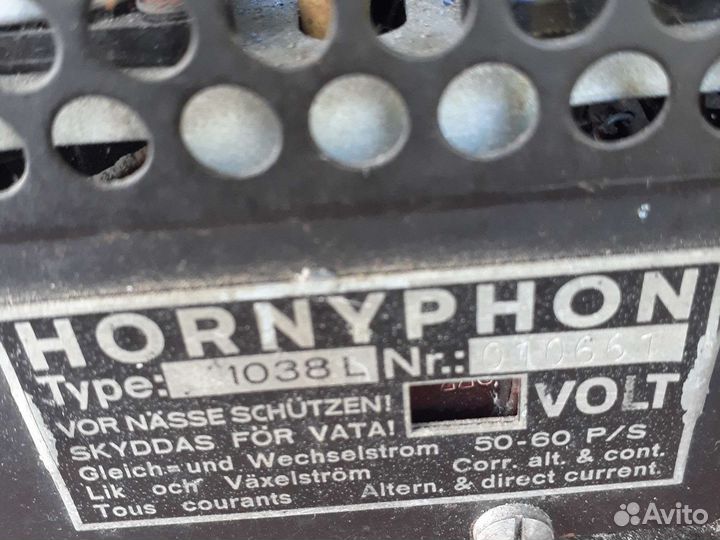 HORNYPHON
Type: 1038 L Nr.: 010661
VOR NÄSSE SCHÜTZEN! VOLT
SKYDDAS FÖR VATA! 50-60 P/S
Gleich= und Wechselstrom Corr. alt. & cont.
Lik och Växelström Altern. & direct current.
Tous courants
Avito